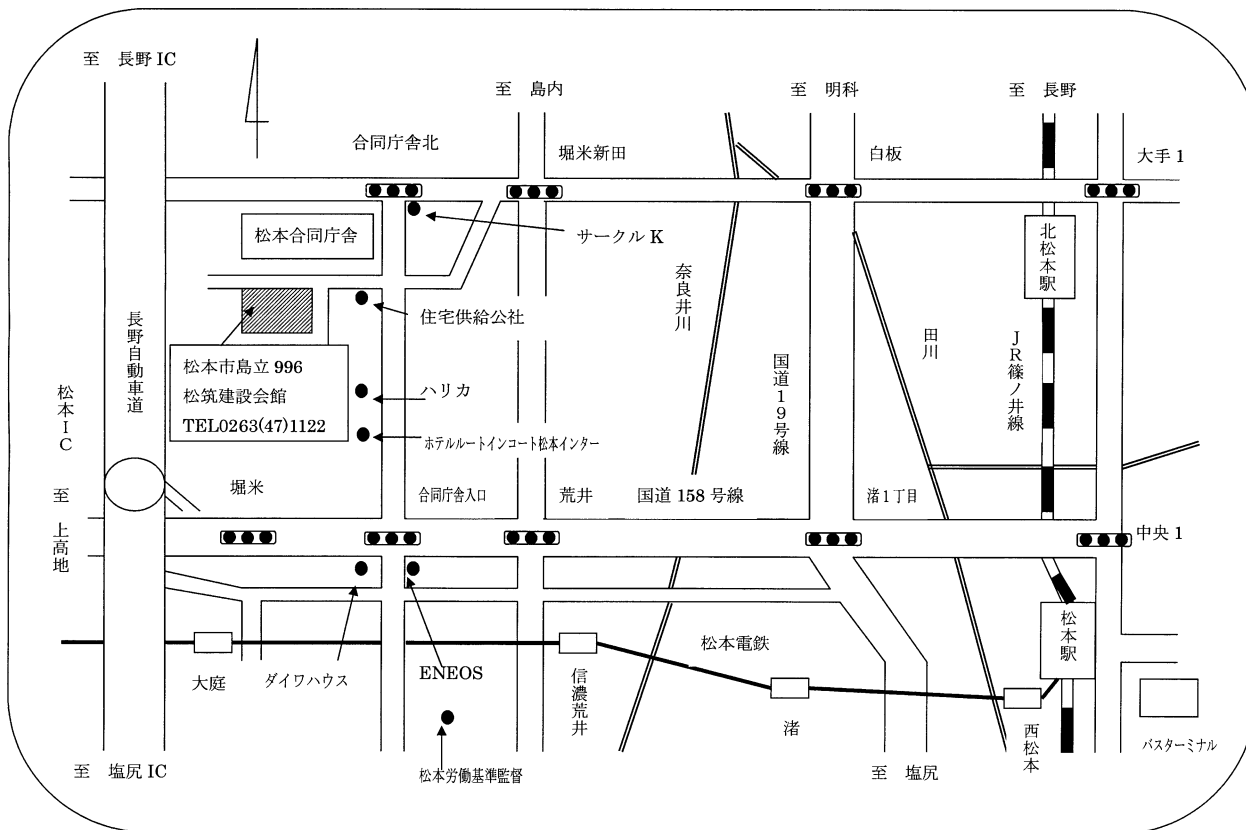 至 長野 IC
至 島内
至 明科
至 長野
合同庁舎北
堀米新田
白板
大手 1
松本合同庁舎
サークル K
北松本駅
奈良井川
住宅供給公社
長野自動車道
国道19号線
田川
JR篠ノ井線
松本市島立 996
松筑建設会館
TEL0263(47)1122
ハリカ
ホテルルートインコート松本インター
松本IC
至 上高地
堀米
合同庁舎入口
荒井
国道 158 号線
渚1丁目
中央 1
松本電鉄
松本駅
大庭
ダイワハウス
ENEOS
信濃荒井
渚
西松本
バスターミナル
至 塩尻 IC
松本労働基準監督
至 塩尻